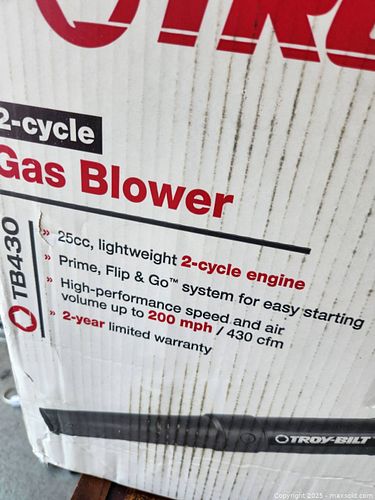 2-cycle
Gas Blower
TB430
» 25cc, lightweight 2-cycle engine
» Prime, Flip & Go™ system for easy starting
» High-performance speed and air
volume up to 200 mph / 430 cfm
» 2-year limited warranty
TROY-BILT
Copyright 2025 - maxsold.com